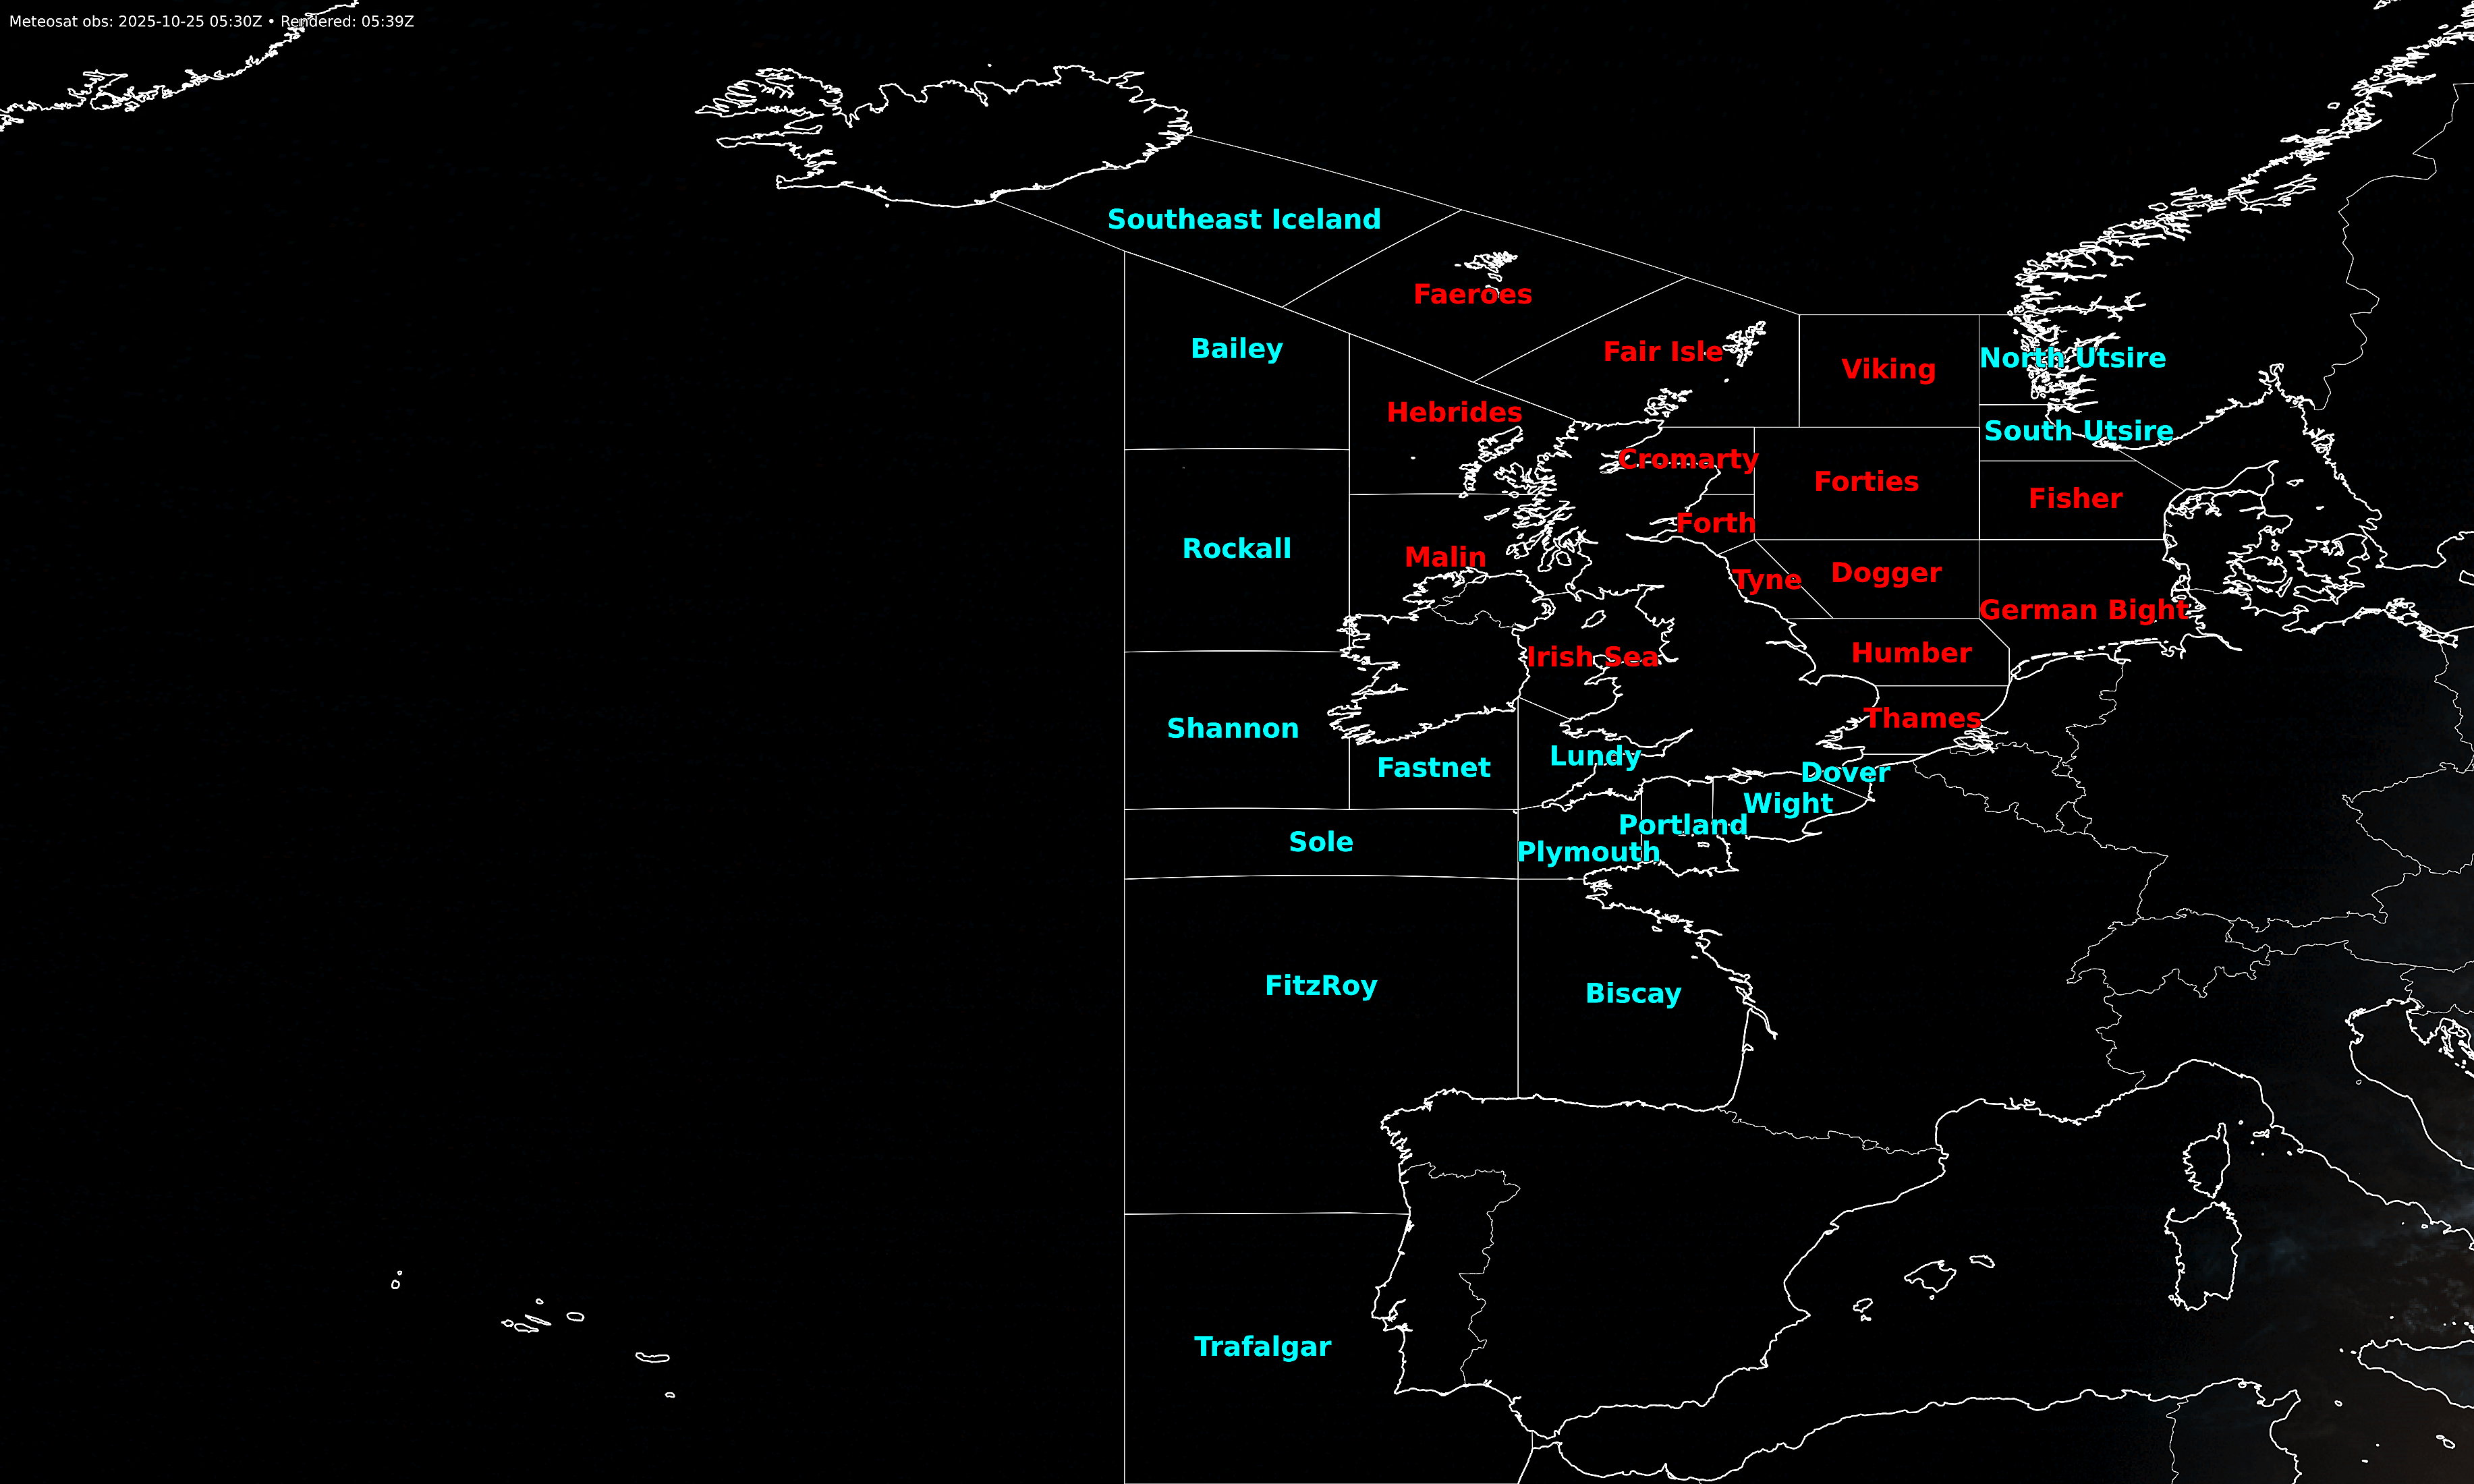 Meteosat obs: 2025-10-25 05:30Z • Rendered: 05:39Z
Southeast Iceland
Faeroes
Bailey
Fair Isle
Viking
North Utsire
Hebrides
South Utsire
Cromarty
Forties
Fisher
Forth
Rockall
Malin
Tyne
Dogger
German Bight
Irish Sea
Humber
Thames
Shannon
Fastnet
Lundy
Dover
Wight
Portland
Sole
Plymouth
FitzRoy
Biscay
Trafalgar